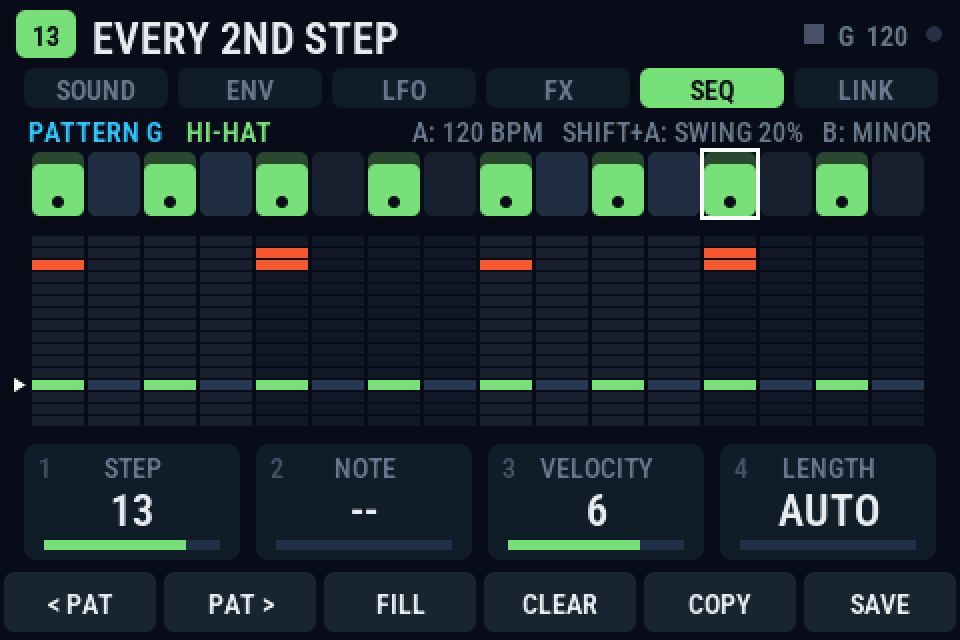 13 EVERY 2ND STEP G 120
SOUND ENV LFO FX SEQ LINK
PATTERN G HI-HAT A: 120 BPM SHIFT+A: SWING 20% B: MINOR
1 STEP 2 NOTE 3 VELOCITY 4 LENGTH
13 -- 6 AUTO
< PAT PAT > FILL CLEAR COPY SAVE